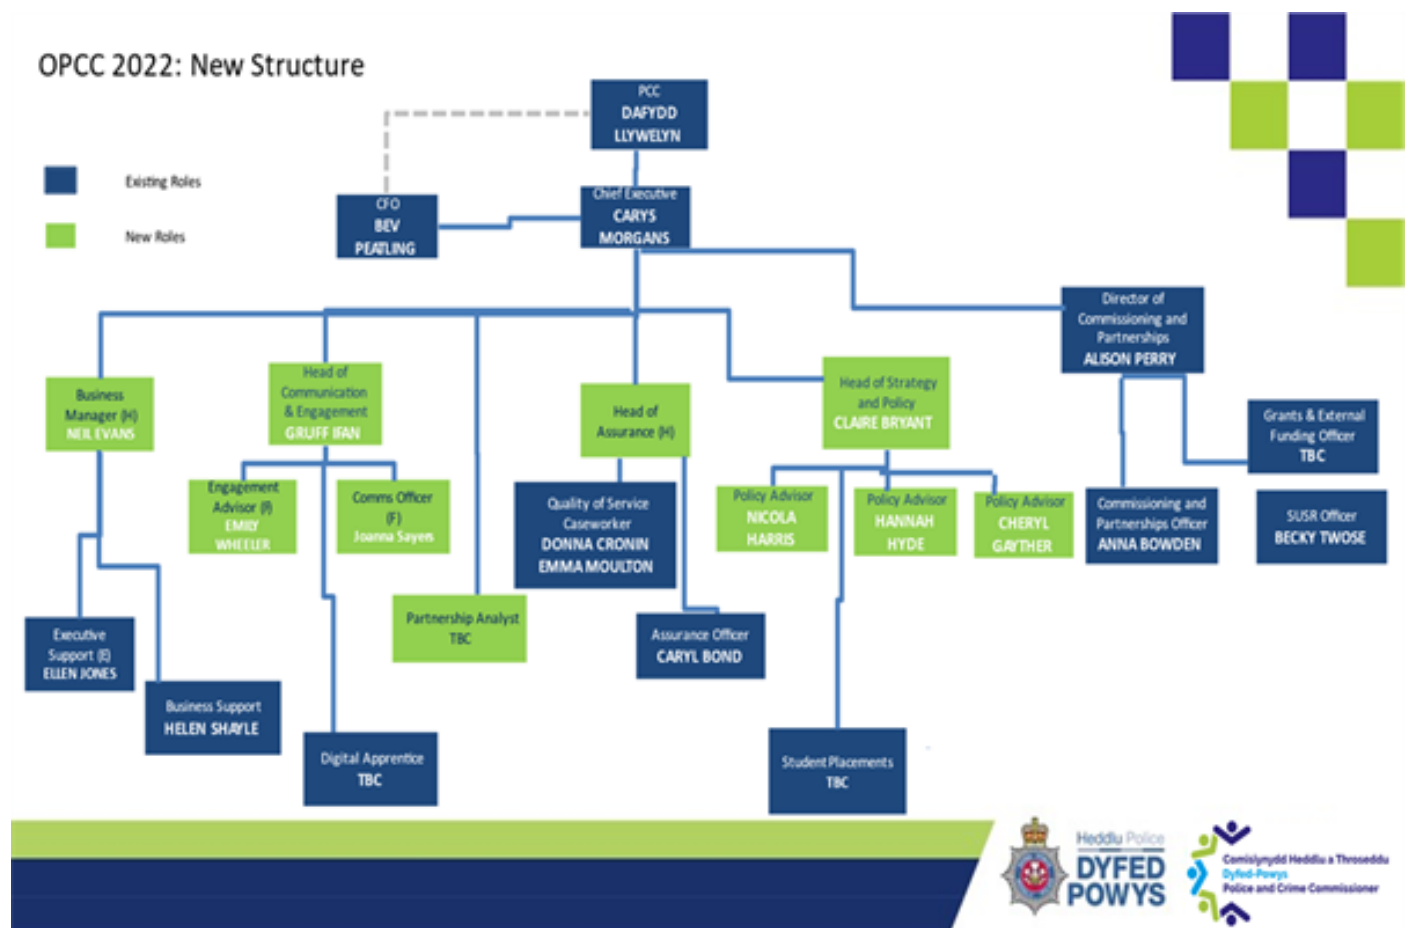 OPCC 2022: New Structure
Existing Roles
New Roles
PCC
DAFYDD
LLYWELYN
CFO
BEV
PEATLING
Chief Executive
CARYS
MORGANS
Director of
Commissioning and
Partnerships
ALISON PERRY
Business
Manager (H)
NEIL EVANS
Head of
Communication
& Engagement
GRUFF IFAN
Head of
Assurance (H)
Head of Strategy
and Policy
CLAIRE BRYANT
Grants & External
Funding Officer
TBC
Engagement
Advisor (F)
EMILY
WHEELER
Comms Officer
(F)
Joanna Sayers
Quality of Service
Caseworker
DONNA CRONIN
EMMA MOULTON
Policy Advisor
NICOLA
HARRIS
Policy Advisor
HANNAH
HYDE
Policy Advisor
CHERYL
GAYTHER
Commissioning and
Partnerships Officer
ANNA BOWDEN
SUSR Officer
BECKY TWOSE
Partnership Analyst
TBC
Executive
Support (E)
ELLEN JONES
Assurance Officer
CARYL BOND
Business Support
HELEN SHAYLE
Digital Apprentice
TBC
Student Placements
TBC
Heddlu Police
DYFED
POWYS
Comisiynydd Heddlu a Throseddu
Dyfed-Powys
Police and Crime Commissioner